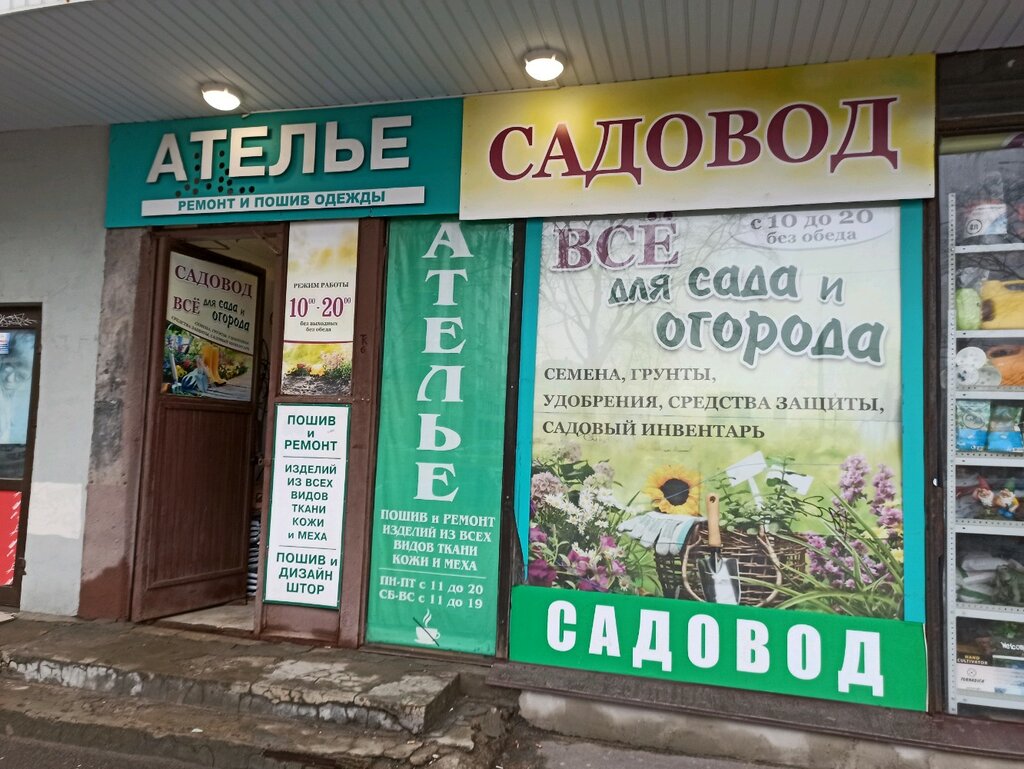 АТЕЛЬЕ
РЕМОНТ И ПОШИВ ОДЕЖДЫ
САДОВОД
САДОВОД
ВСЁ для сада и
огорода
РЕЖИМ РАБОТЫ
10⁰⁰-20⁰⁰
без выходных
без обеда
ПОШИВ
и
РЕМОНТ
ИЗДЕЛИЙ
ИЗ ВСЕХ
ВИДОВ
ТКАНИ
КОЖИ
и МЕХА
ПОШИВ и
ДИЗАЙН
ШТОР
АТЕЛЬЕ
ПОШИВ и РЕМОНТ
ИЗДЕЛИЙ ИЗ ВСЕХ
ВИДОВ ТКАНИ
КОЖИ И МЕХА
ПН-ПТ с 11 до 20
СБ-ВС с 11 до 19
с 10 до 20
без обеда
ВСЁ
для сада и
огорода
СЕМЕНА, ГРУНТЫ,
УДОБРЕНИЯ, СРЕДСТВА ЗАЩИТЫ,
САДОВЫЙ ИНВЕНТАРЬ
САДОВОД